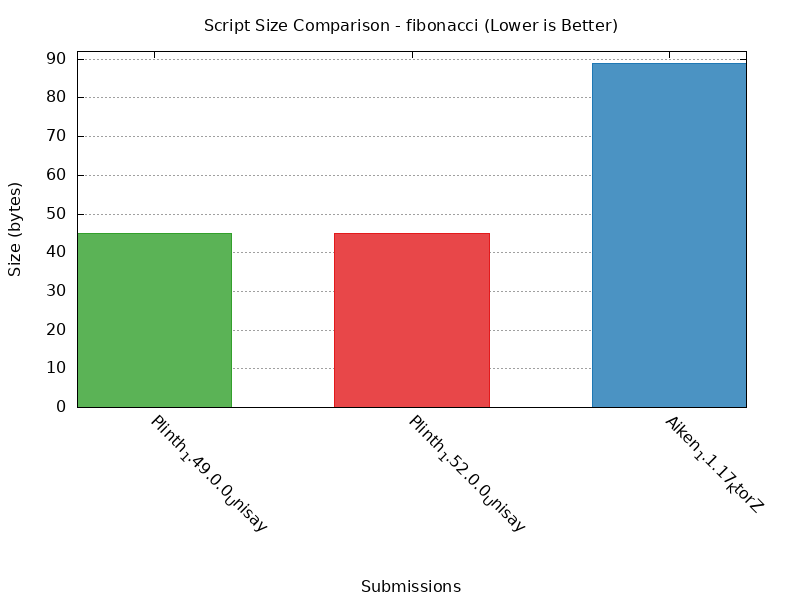 Script Size Comparison - fibonacci (Lower is Better)
90
80
70
60
50
40
30
20
10
0
Size (bytes)
Plinth₁.49.0.0ᵤnisay
Plinth₁.52.0.0ᵤnisay
Aiken₁.1.17ₖtorZ
Submissions